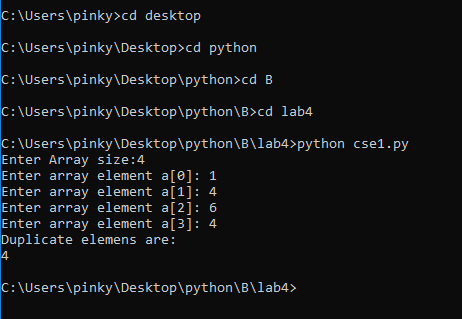 C:\Users\pinky>cd desktop
C:\Users\pinky\Desktop>cd python
C:\Users\pinky\Desktop\python>cd B
C:\Users\pinky\Desktop\python\B>cd lab4
C:\Users\pinky\Desktop\python\B\lab4>python cse1.py
Enter Array size:4
Enter array element a[0]: 1
Enter array element a[1]: 4
Enter array element a[2]: 6
Enter array element a[3]: 4
Duplicate elemens are:
4
C:\Users\pinky\Desktop\python\B\lab4>